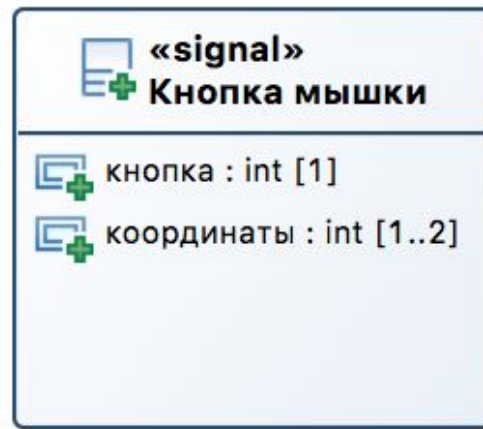 «signal»
Кнопка мышки
кнопка : int [1]
координаты : int [1..2]